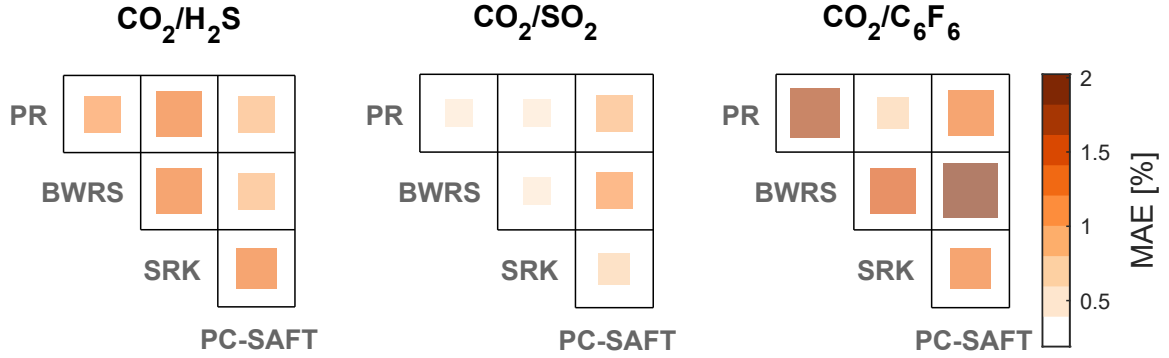 CO₂/H₂S
CO₂/SO₂
CO₂/C₆F₆
PR
BWRS
SRK
PC-SAFT
PR
BWRS
SRK
PC-SAFT
PR
BWRS
SRK
PC-SAFT
2
1.5
1
0.5
MAE [%]